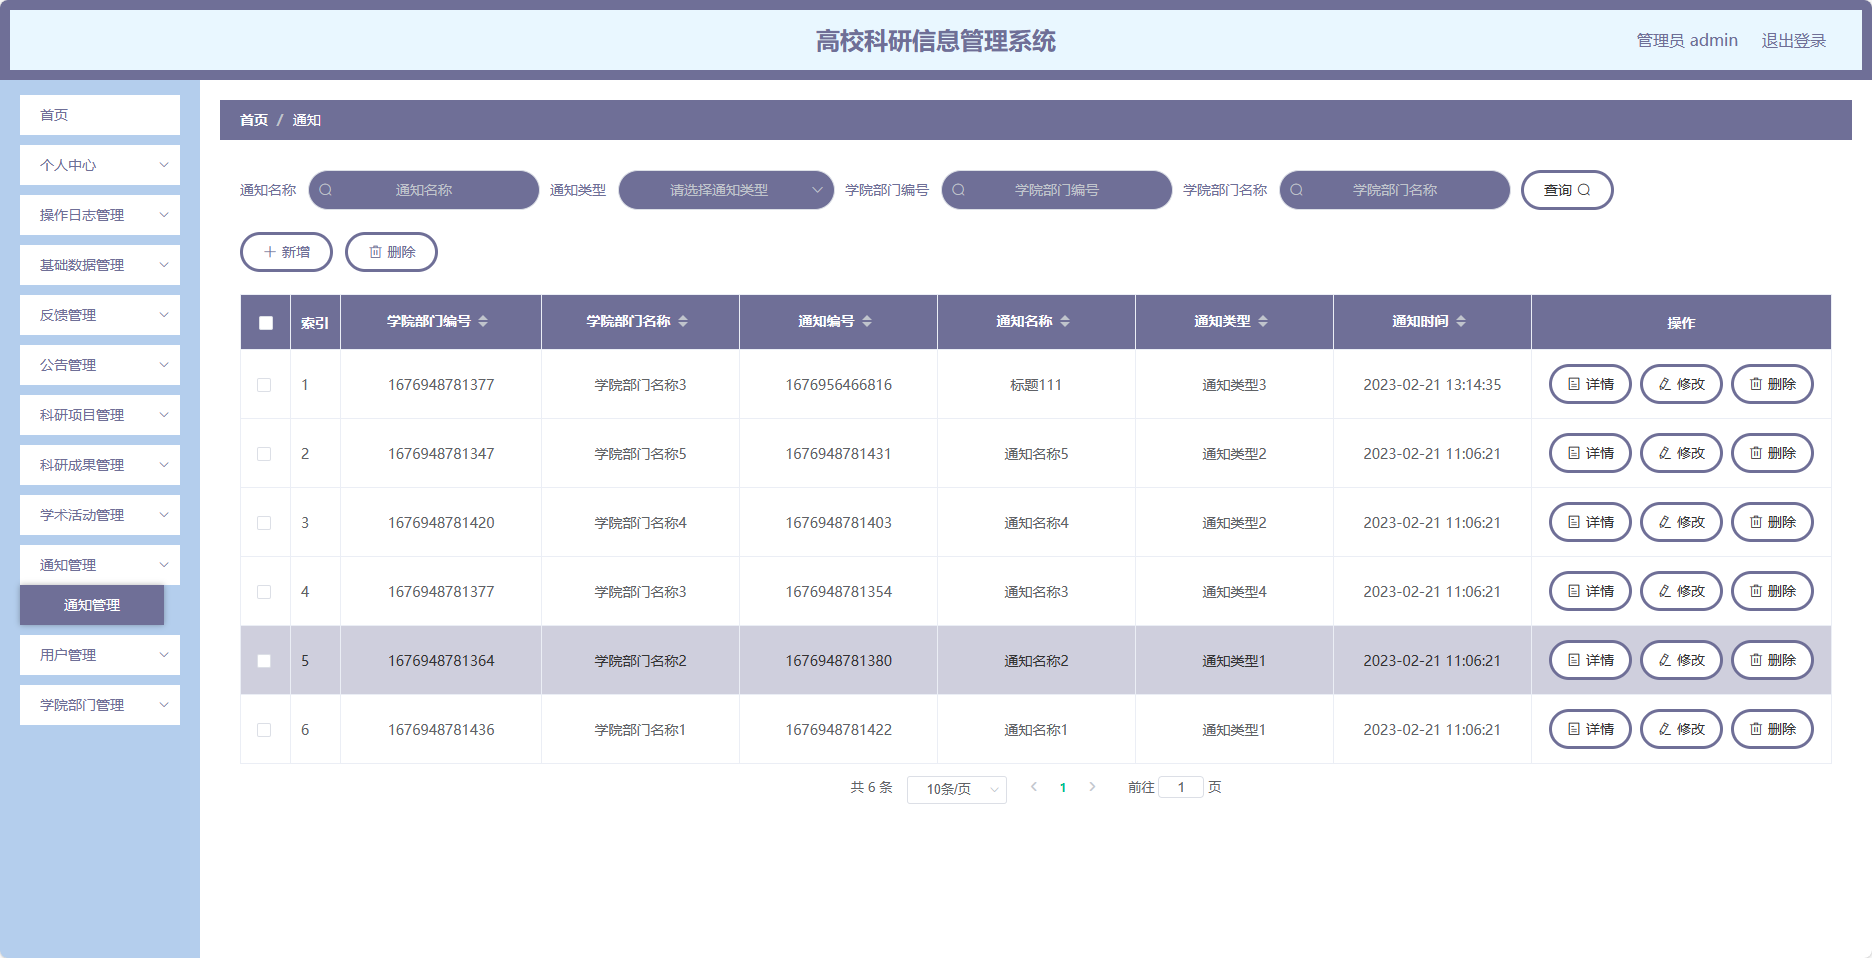 高校科研信息管理系统
管理员 admin 退出登录
首页
个人中心
操作日志管理
基础数据管理
反馈管理
公告管理
科研项目管理
科研成果管理
学术活动管理
通知管理
通知管理
用户管理
学院部门管理
首页 / 通知
通知名称 通知名称 通知类型 请选择通知类型 学院部门编号 学院部门编号 学院部门名称 学院部门名称 查询
新增 删除
索引 学院部门编号 学院部门名称 通知编号 通知名称 通知类型 通知时间 操作
1 1676948781377 学院部门名称3 1676956466816 标题111 通知类型3 2023-02-21 13:14:35 详情 修改 删除
2 1676948781347 学院部门名称5 1676948781431 通知名称5 通知类型2 2023-02-21 11:06:21 详情 修改 删除
3 1676948781420 学院部门名称4 1676948781403 通知名称4 通知类型2 2023-02-21 11:06:21 详情 修改 删除
4 1676948781377 学院部门名称3 1676948781354 通知名称3 通知类型4 2023-02-21 11:06:21 详情 修改 删除
5 1676948781364 学院部门名称2 1676948781380 通知名称2 通知类型1 2023-02-21 11:06:21 详情 修改 删除
6 1676948781436 学院部门名称1 1676948781422 通知名称1 通知类型1 2023-02-21 11:06:21 详情 修改 删除
共 6 条 10条/页 1 前往 1 页